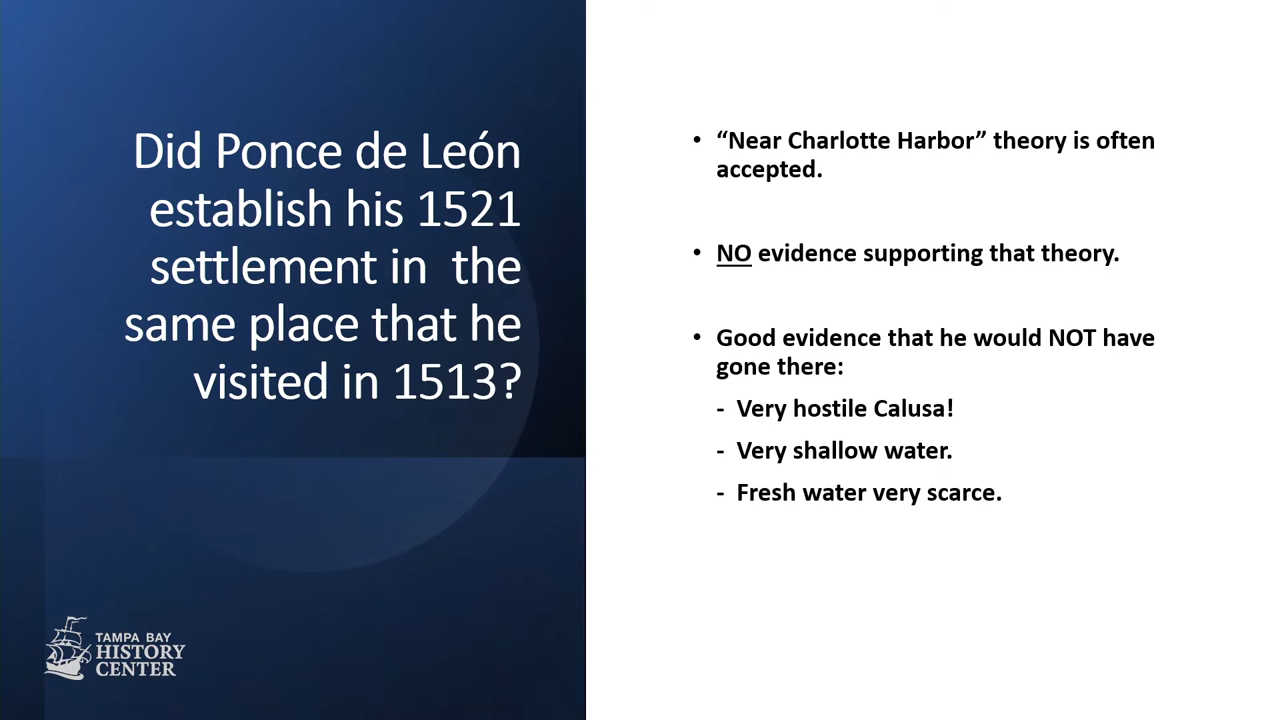 Did Ponce de León
establish his 1521
settlement in  the
same place that he
visited in 1513?
• “Near Charlotte Harbor” theory is often
accepted.
• NO evidence supporting that theory.
• Good evidence that he would NOT have
gone there:
- Very hostile Calusa!
- Very shallow water.
- Fresh water very scarce.
TAMPA BAY
HISTORY
CENTER